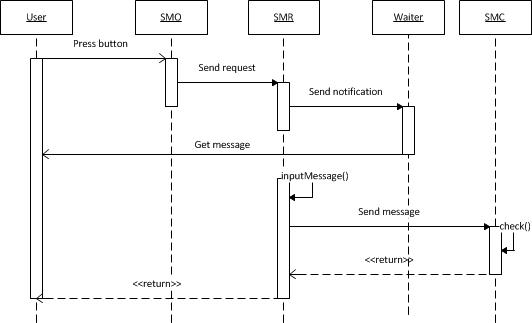 User
SMO
SMR
Waiter
SMC
Press button
Send request
Send notification
Get message
inputMessage()
Send message
check()
<<return>>
<<return>>